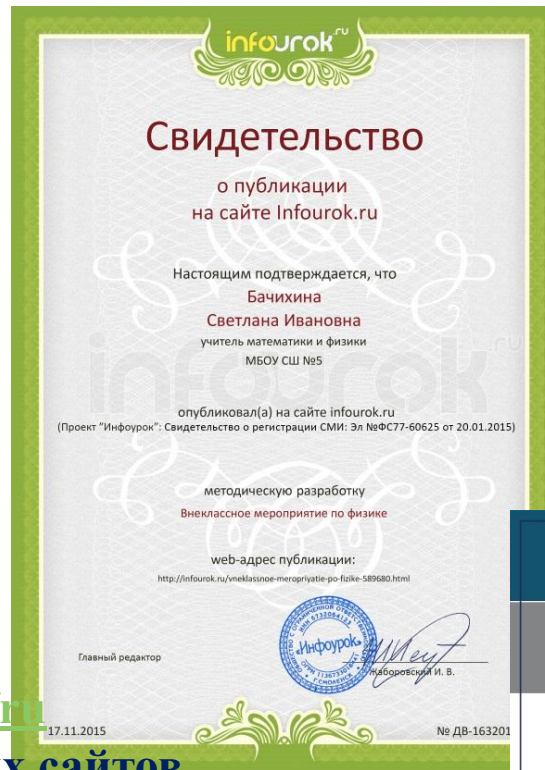 infourok.ru
Свидетельство
о публикации
на сайте Infourok.ru
Настоящим подтверждается, что
Бачихина
Светлана Ивановна
учитель математики и физики
МБОУ СШ №5
опубликовал(а) на сайте infourok.ru
(Проект "Инфоурок": Свидетельство о регистрации СМИ: Эл №ФС77-60625 от 20.01.2015)
методическую разработку
Внеклассное мероприятие по физике
web-адрес публикации:
http://infourok.ru/vneklassnoe-meropriyatie-po-fizike-589680.html
«Инфоурок»
Главный редактор
Жаборовский И. В.
ru
17.11.2015
№ ДВ-163201
х сайтов